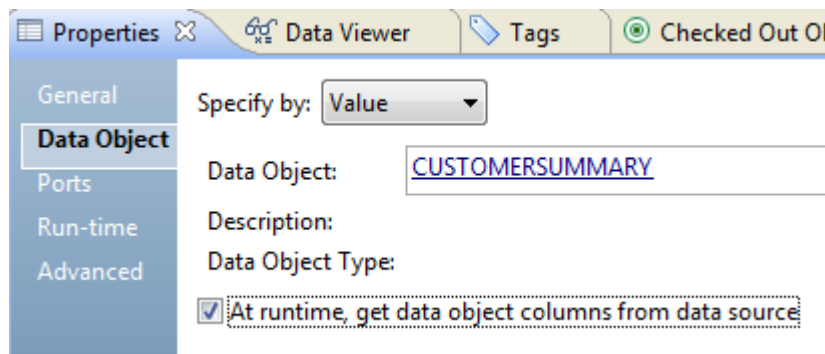 Properties Data Viewer Tags Checked Out Ob
General
Data Object
Ports
Run-time
Advanced
Specify by: Value
Data Object: CUSTOMERSUMMARY
Description:
Data Object Type:
At runtime, get data object columns from data source